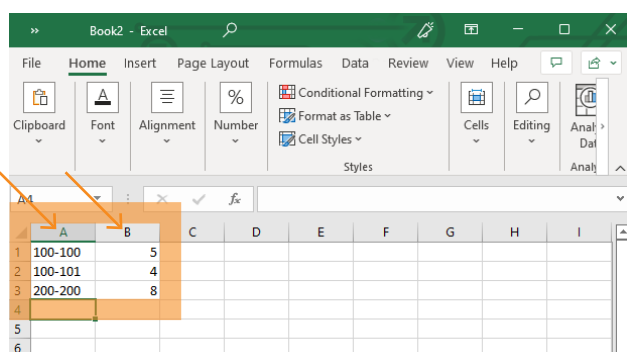 » Book2 - Excel
File Home Insert Page Layout Formulas Data Review View Help
Clipboard Font Alignment % Number Conditional Formatting Format as Table Cell Styles Cells Editing
Styles
A4 fx
A B C D E F G H I
1 100-100 5
2 100-101 4
3 200-200 8
4
5
6